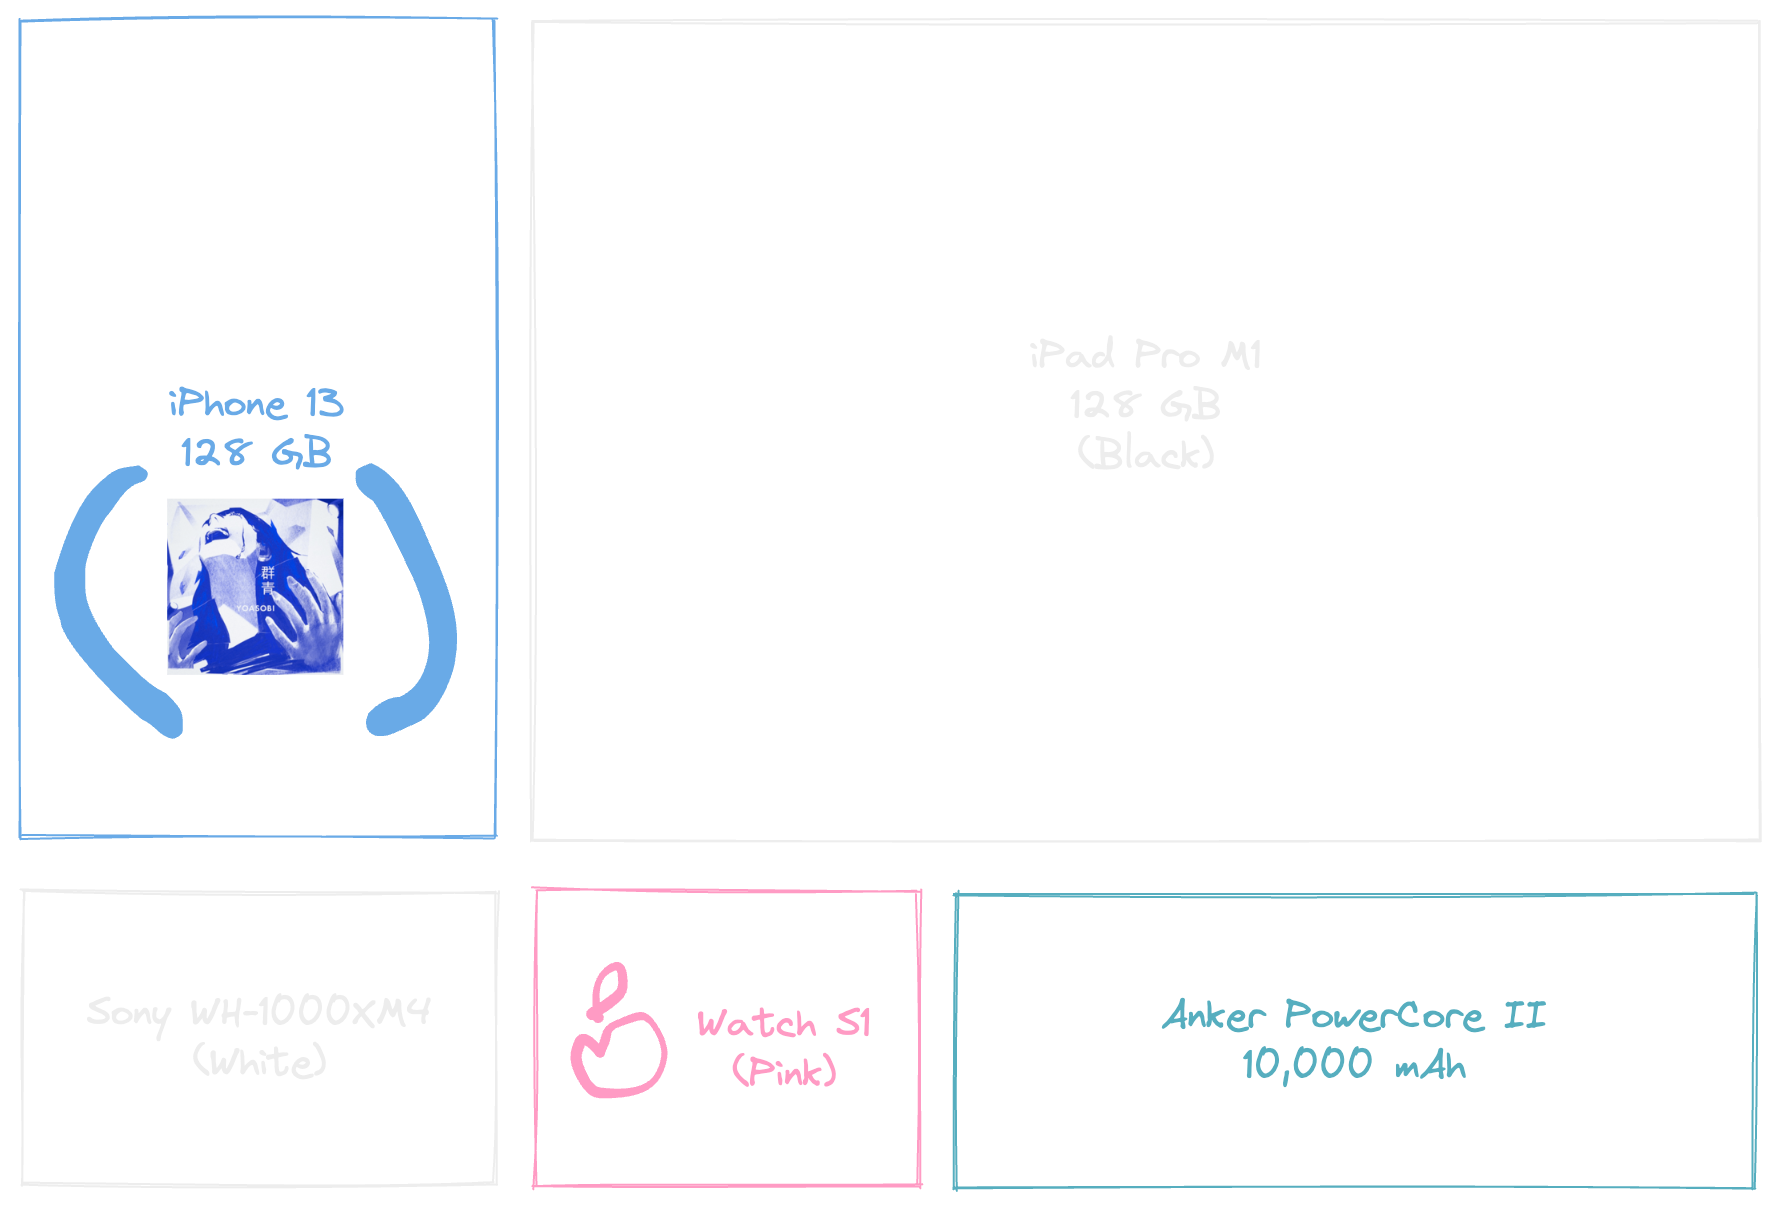 iPhone 13
128 GB
群
青
YOASOBI
iPad Pro M1
128 GB
(Black)
Sony WH-1000XM4
(White)
Watch S1
(Pink)
Anker PowerCore II
10,000 mAh